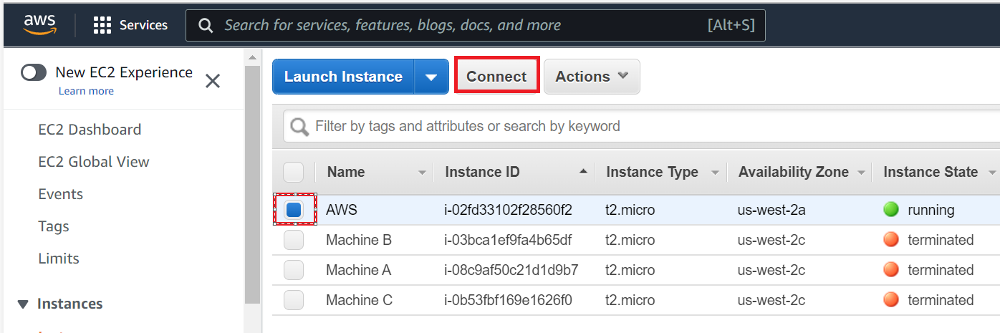 aws
Services
Search for services, features, blogs, docs, and more
[Alt+S]
New EC2 Experience
Learn more
EC2 Dashboard
EC2 Global View
Events
Tags
Limits
Instances
Launch Instance
Connect
Actions
Filter by tags and attributes or search by keyword
Name Instance ID Instance Type Availability Zone Instance State
AWS i-02fd33102f28560f2 t2.micro us-west-2a running
Machine B i-03bca1ef9fa4b65df t2.micro us-west-2c terminated
Machine A i-08c9af50c21d1d9b7 t2.micro us-west-2c terminated
Machine C i-0b53fbf169e1626f0 t2.micro us-west-2c terminated